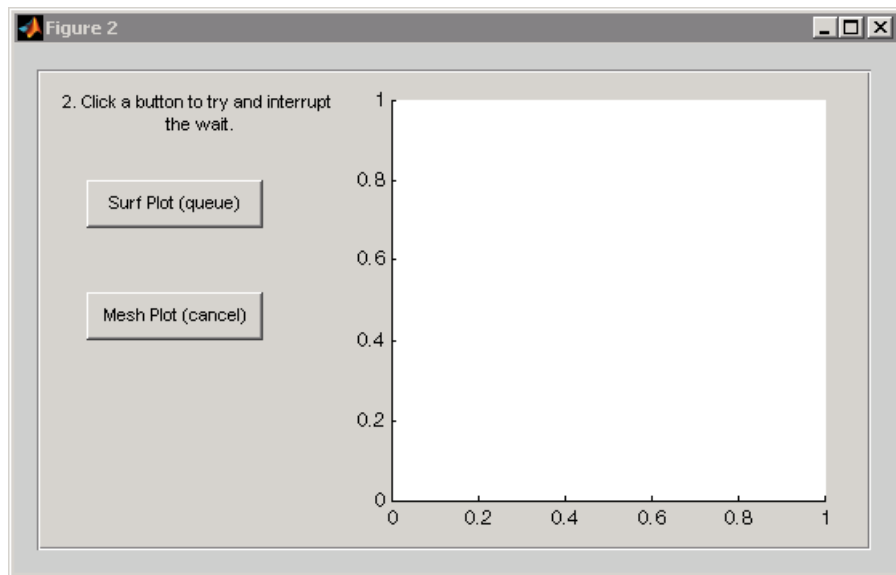 Figure 2
2. Click a button to try and interrupt
the wait.
Surf Plot (queue)
Mesh Plot (cancel)
1
0.8
0.6
0.4
0.2
0
0 0.2 0.4 0.6 0.8 1